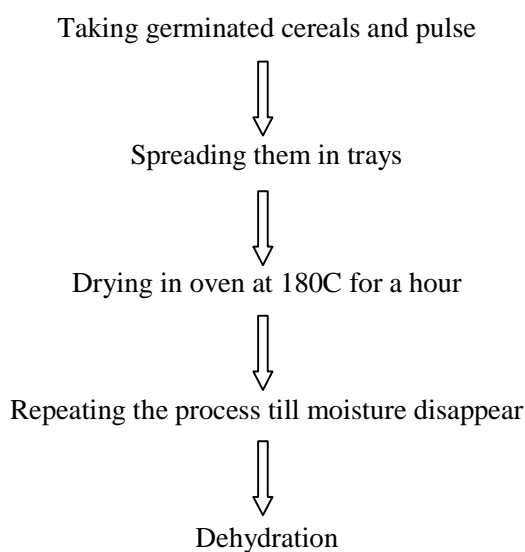 Taking germinated cereals and pulse
Spreading them in trays
Drying in oven at 180C for a hour
Repeating the process till moisture disappear
Dehydration